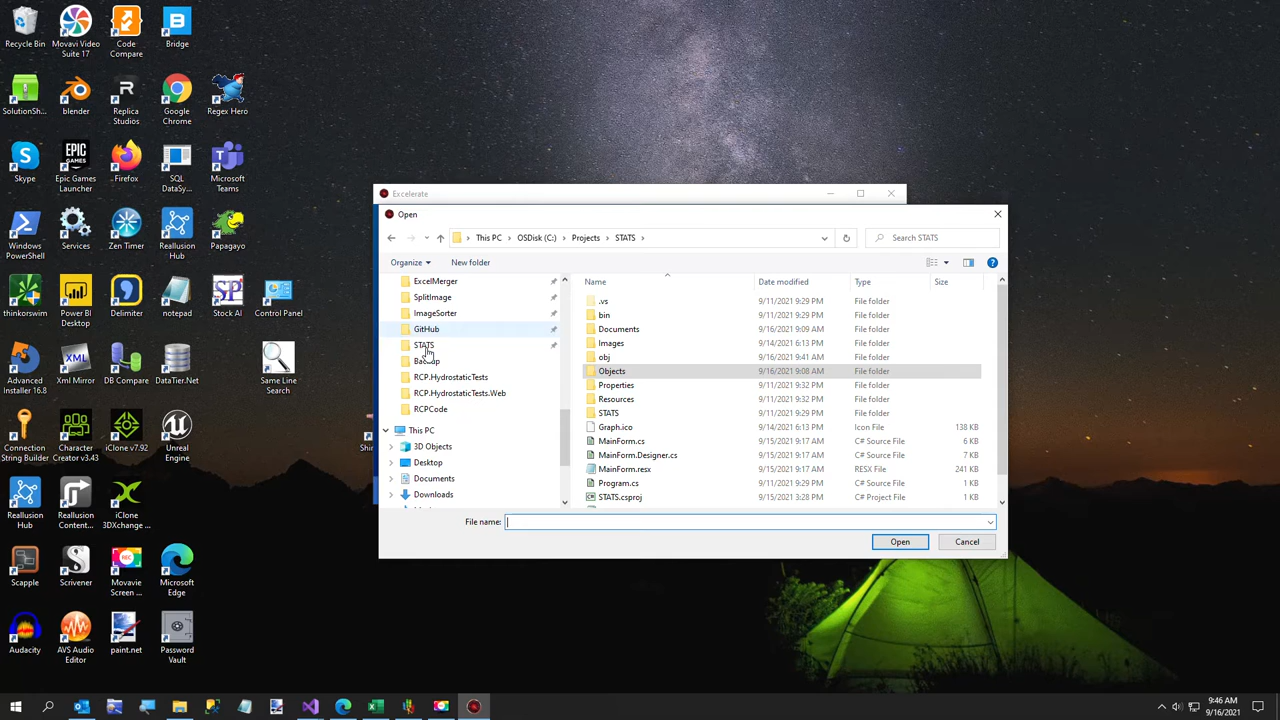 Recycle Bin
Movavi Video Suite 17
Code Compare
Bridge
SolutionSh...
blender
Replica Studios
Google Chrome
Regex Hero
Skype
EPIC GAMES
Epic Games Launcher
Firefox
SQL DataSy...
Microsoft Teams
Windows PowerShell
Services
Zen Timer
Reallusion Hub
Papagayo
thinkorswim
Power BI Desktop
Delimiter
notepad
Stock AI
Control Panel
Advanced Installer 16.8
Xml Mirror
DB Compare
DataTier.Net
Same Line Search
Connection String Builder
Character Creator v3.43
iClone v7.92
Unreal Engine
Reallusion Hub
Reallusion Content...
iClone 3DXchange ...
Scapple
Scrivener
Movavie Screen ...
Microsoft Edge
Audacity
AVS Audio Editor
paint.net
Password Vault
Excelerate
Open
This PC > OSDisk (C:) > Projects > STATS >
Search STATS
Organize
New folder
ExcelMerger
SplitImage
ImageSorter
GitHub
STATS
Backup
RCP.HydrostaticTests
RCP.HydrostaticTests.Web
RCPCode
This PC
3D Objects
Desktop
Documents
Downloads
Name Date modified Type Size
.vs 9/11/2021 9:29 PM File folder
bin 9/11/2021 9:29 PM File folder
Documents 9/16/2021 9:09 AM File folder
Images 9/14/2021 6:13 PM File folder
obj 9/16/2021 9:41 AM File folder
Objects 9/16/2021 9:08 AM File folder
Properties 9/11/2021 9:32 PM File folder
Resources 9/11/2021 9:32 PM File folder
STATS 9/11/2021 9:29 PM File folder
Graph.ico 9/14/2021 6:13 PM Icon File 138 KB
MainForm.cs 9/15/2021 9:17 AM C# Source File 6 KB
MainForm.Designer.cs 9/15/2021 9:17 AM C# Source File 7 KB
MainForm.resx 9/15/2021 9:17 AM RESX File 241 KB
Program.cs 9/11/2021 9:29 PM C# Source File 1 KB
STATS.csproj 9/15/2021 3:28 PM C# Project File 1 KB
File name:
Open
Cancel
9:46 AM
9/16/2021